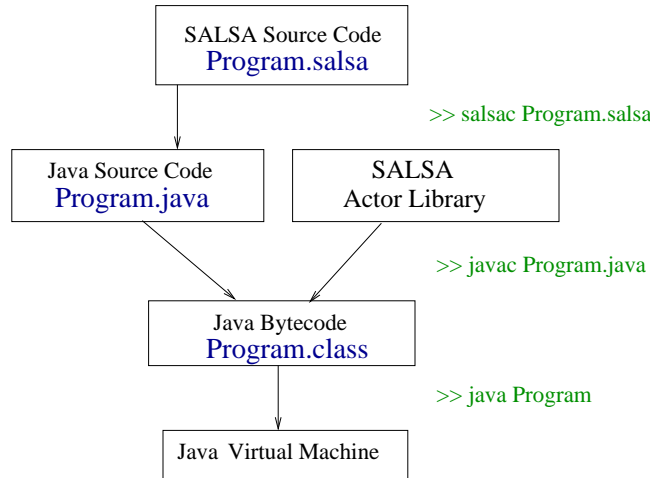 SALSA Source Code
Program.salsa
>> salsac Program.salsa
Java Source Code
Program.java
SALSA
Actor Library
>> javac Program.java
Java Bytecode
Program.class
>> java Program
Java Virtual Machine